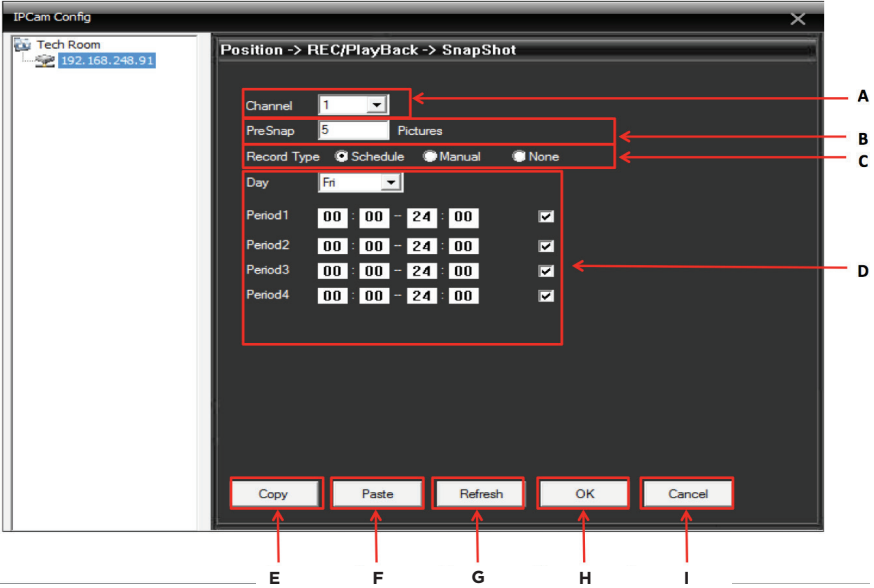 IPCam Config
Tech Room
192.168.248.91
Position -> REC/PlayBack -> SnapShot
Channel 1 A
PreSnap 5 Pictures B
Record Type Schedule Manual None C
Day Fri
Period1 00 : 00 - 24 : 00
Period2 00 : 00 - 24 : 00
Period3 00 : 00 - 24 : 00 D
Period4 00 : 00 - 24 : 00
Copy Paste Refresh OK Cancel
E F G H I